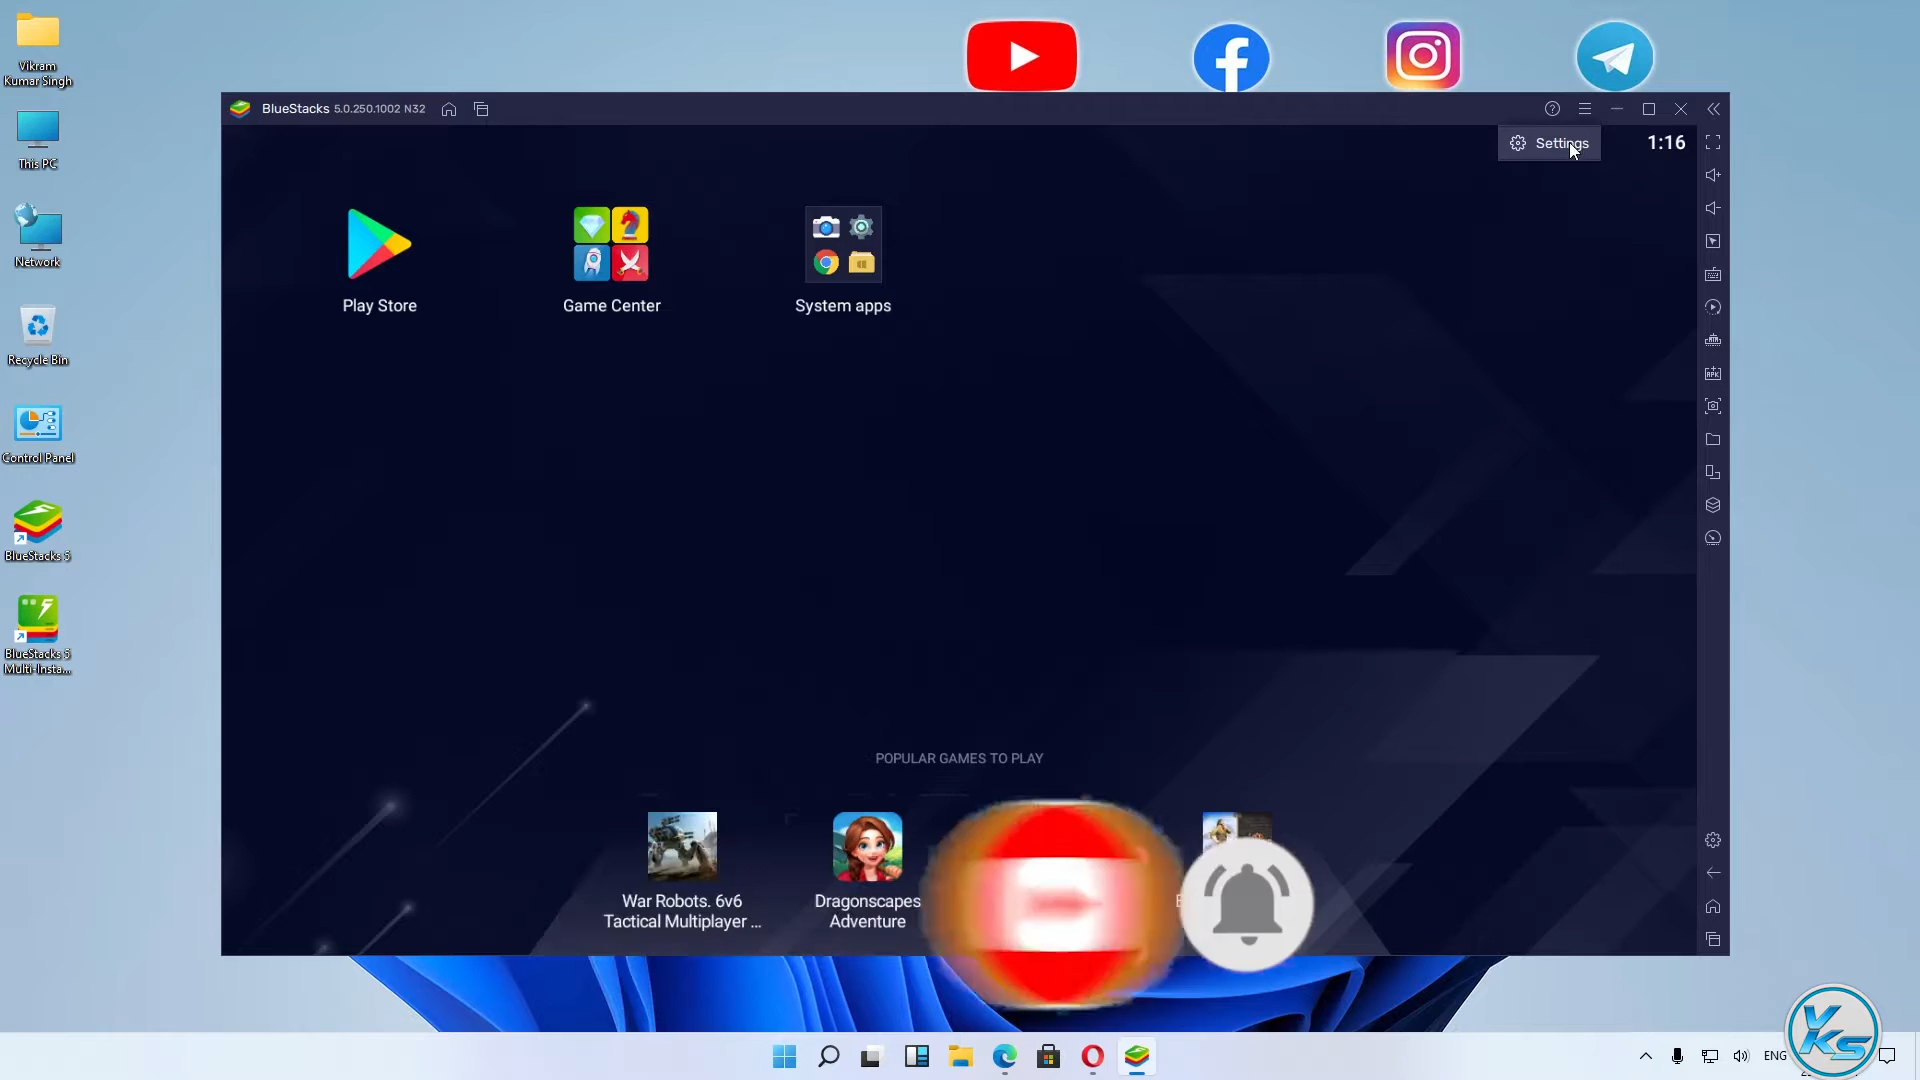 Vikram
Kumar Singh
This PC
Network
Recycle Bin
Control Panel
BlueStacks 5
BlueStacks 5
Multi-Insta...
BlueStacks 5.0.250.1002 N32
Settings
1:16
Play Store
Game Center
System apps
POPULAR GAMES TO PLAY
War Robots. 6v6
Tactical Multiplayer ...
Dragonscapes
Adventure
APK
ENG
VKS